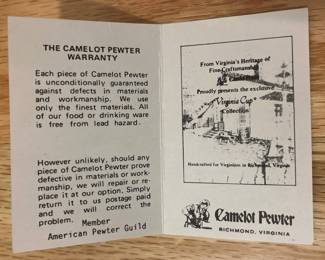 THE CAMELOT PEWTER
WARRANTY
Each piece of Camelot Pewter
is unconditionally guaranteed
against defects in materials
and workmanship. We use
only the finest materials. All
of our food or drinking ware
is free from lead hazard.
However unlikely, should any
piece of Camelot Pewter prove
defective in materials or work-
manship, we will repair or re-
place it at our option. Simply
return it to us postage paid
and we will correct the
problem.
Member
American Pewter Guild
From Virginia's Heritage of
Fine Craftsmanship
Camelot
Proudly presents the exclusive
"Virginia Cup"
Collection.
Handcrafted for Virginians in Richmond, Virginia
Camelot Pewter
RICHMOND, VIRGINIA